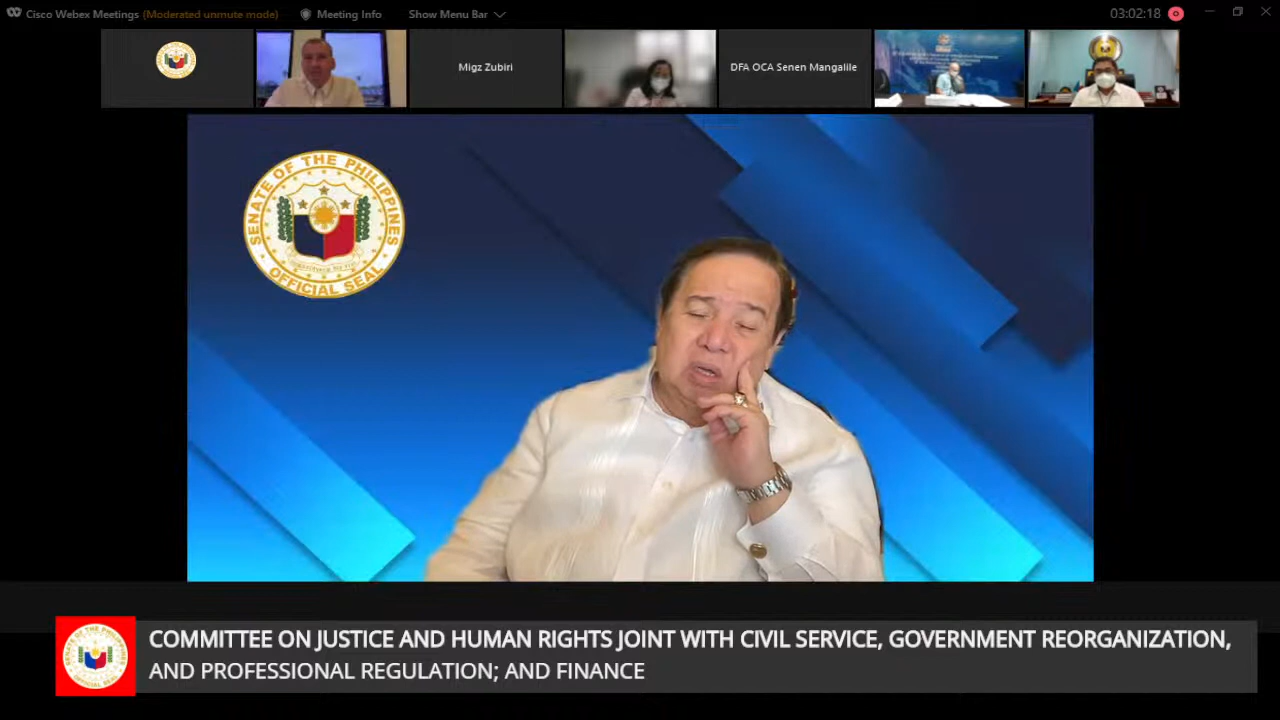 Cisco Webex Meetings (Moderated unmute mode) Meeting Info Show Menu Bar 03:02:18
Migz Zubiri
DFA OCA Senen Mangalile
SENATE OF THE PHILIPPINES
OFFICIAL SEAL
COMMITTEE ON JUSTICE AND HUMAN RIGHTS JOINT WITH CIVIL SERVICE, GOVERNMENT REORGANIZATION,
AND PROFESSIONAL REGULATION; AND FINANCE